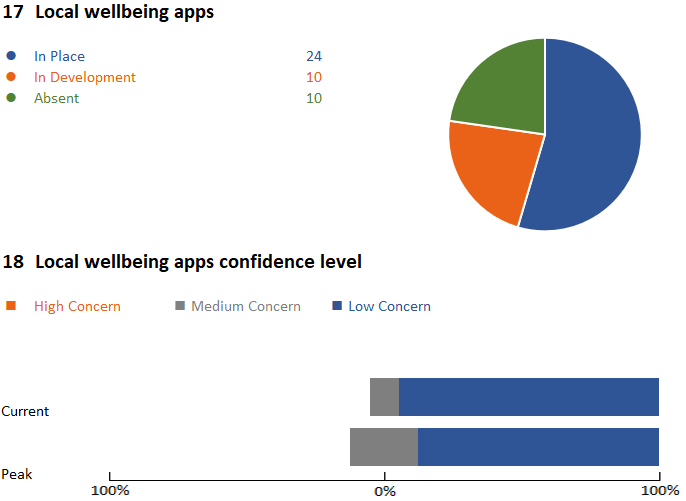 17 Local wellbeing apps
In Place 24
In Development 10
Absent 10
18 Local wellbeing apps confidence level
High Concern Medium Concern Low Concern
Current
Peak
100% 0% 100%